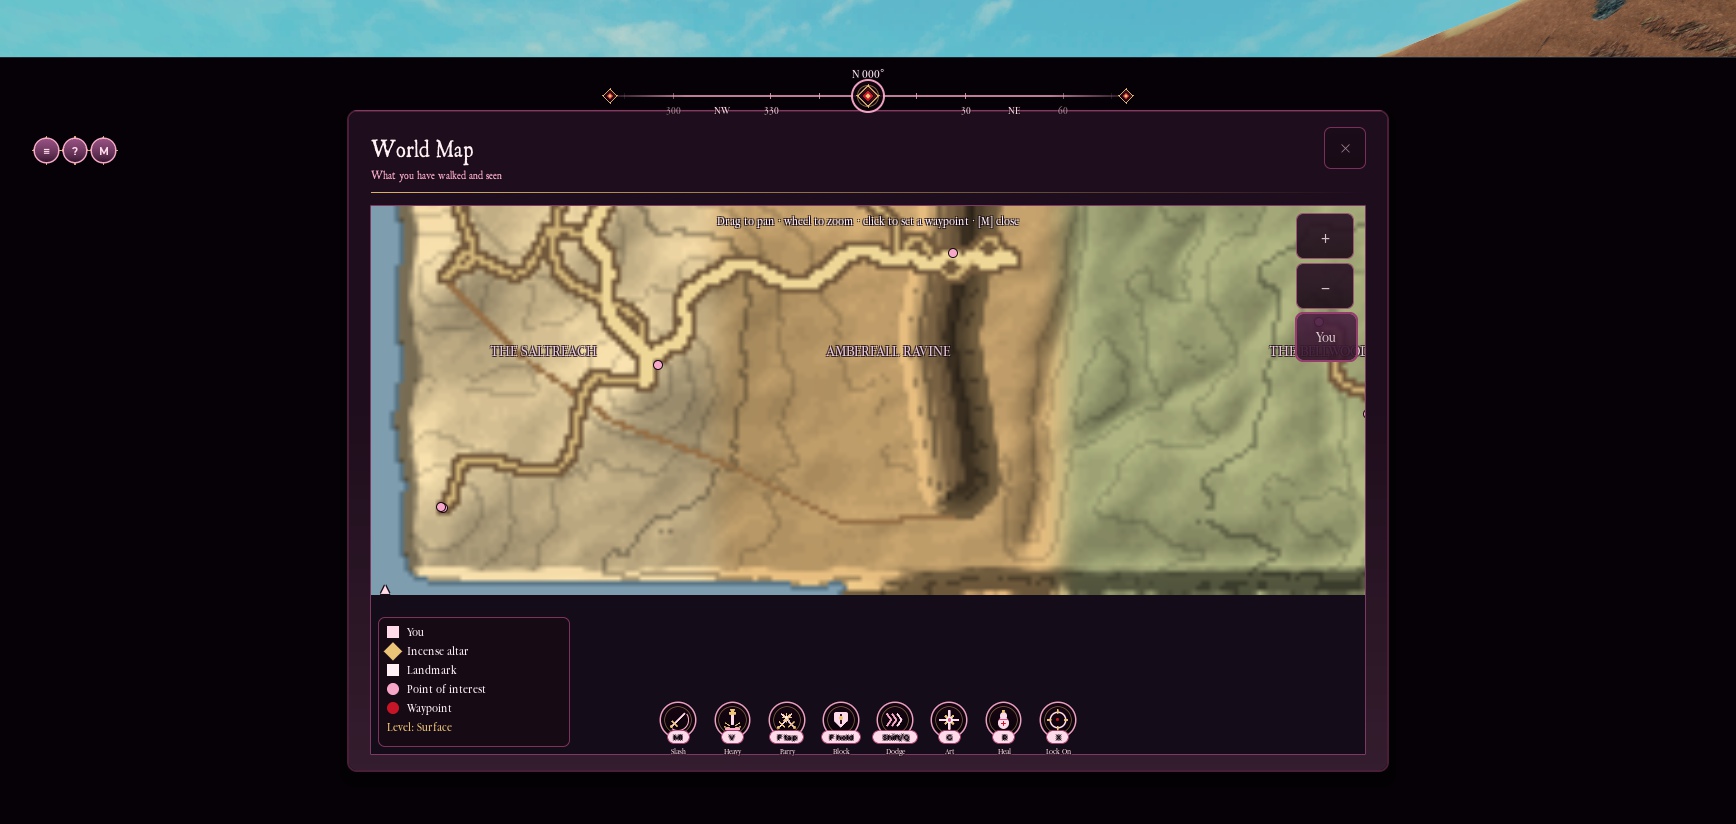 N 000°
300 NW 330 30 NE 60
≡ ? M
World Map
×
What you have walked and seen
Drag to pan · wheel to zoom · click to set a waypoint · [M] close
+
−
You
THE SALTREACH
AMBERFALL RAVINE
THE
You
Incense altar
Landmark
Point of interest
Waypoint
Level: Surface
V F tap F hold Shift/Q G R X
Slash Heavy Parry Block Dodge Art Heal Lock On